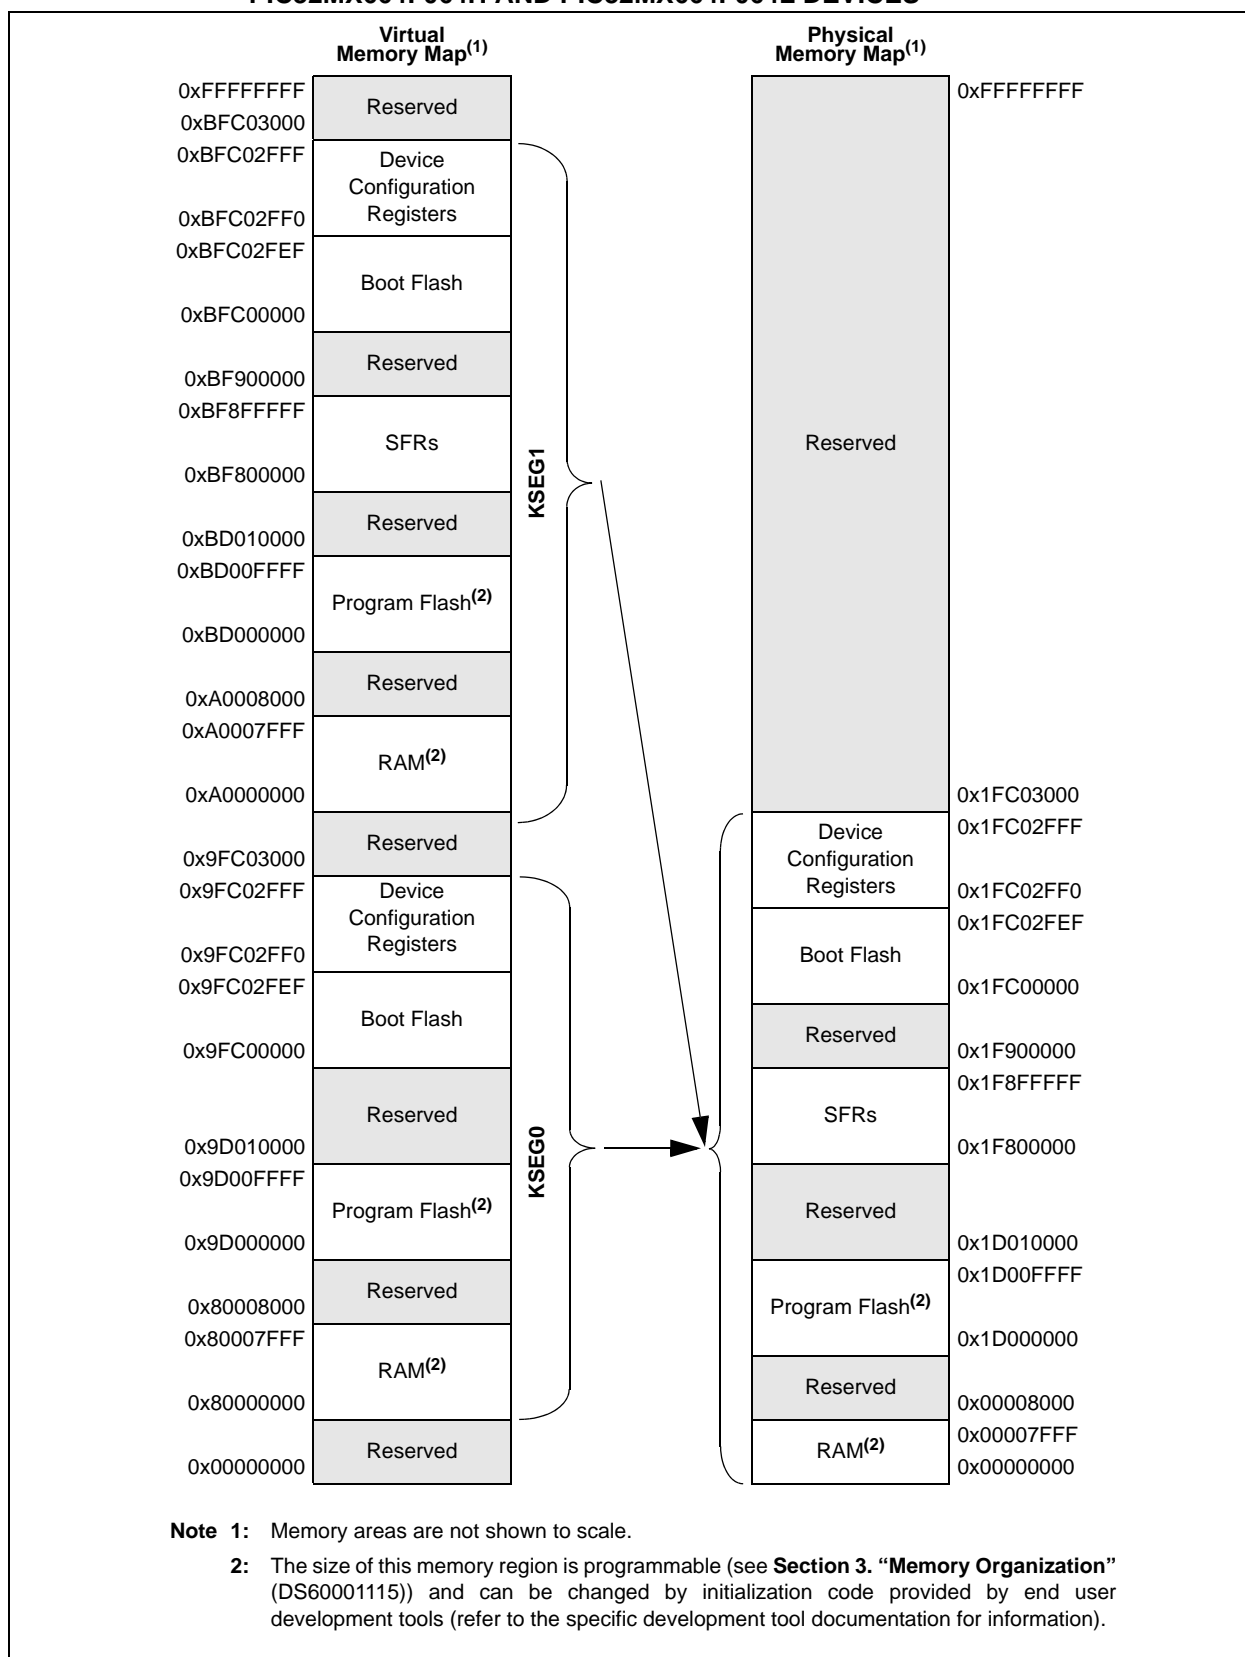 Virtual
Memory Map(1)
Physical
Memory Map(1)
0xFFFFFFFF
Reserved
0xBFC03000
0xBFC02FFF
Device
Configuration
Registers
0xBFC02FF0
0xBFC02FEF
Boot Flash
0xBFC00000
Reserved
0xBF900000
0xBF8FFFFF
SFRs
0xBF800000
Reserved
0xBD010000
0xBD00FFFF
Program Flash(2)
0xBD000000
Reserved
0xA0008000
0xA0007FFF
RAM(2)
0xA0000000
Reserved
0x9FC03000
0x9FC02FFF
Device
Configuration
Registers
0x9FC02FF0
0x9FC02FEF
Boot Flash
0x9FC00000
Reserved
0x9D010000
0x9D00FFFF
Program Flash(2)
0x9D000000
Reserved
0x80008000
0x80007FFF
RAM(2)
0x80000000
Reserved
0x00000000
KSEG1
KSEG0
0xFFFFFFFF
Reserved
0x1FC03000
0x1FC02FFF
Device
Configuration
Registers
0x1FC02FF0
0x1FC02FEF
Boot Flash
0x1FC00000
Reserved
0x1F900000
0x1F8FFFFF
SFRs
0x1F800000
Reserved
0x1D010000
0x1D00FFFF
Program Flash(2)
0x1D000000
Reserved
0x00008000
0x00007FFF
RAM(2)
0x00000000
Note 1: Memory areas are not shown to scale.
2: The size of this memory region is programmable (see Section 3. “Memory Organization”
(DS60001115)) and can be changed by initialization code provided by end user
development tools (refer to the specific development tool documentation for information).